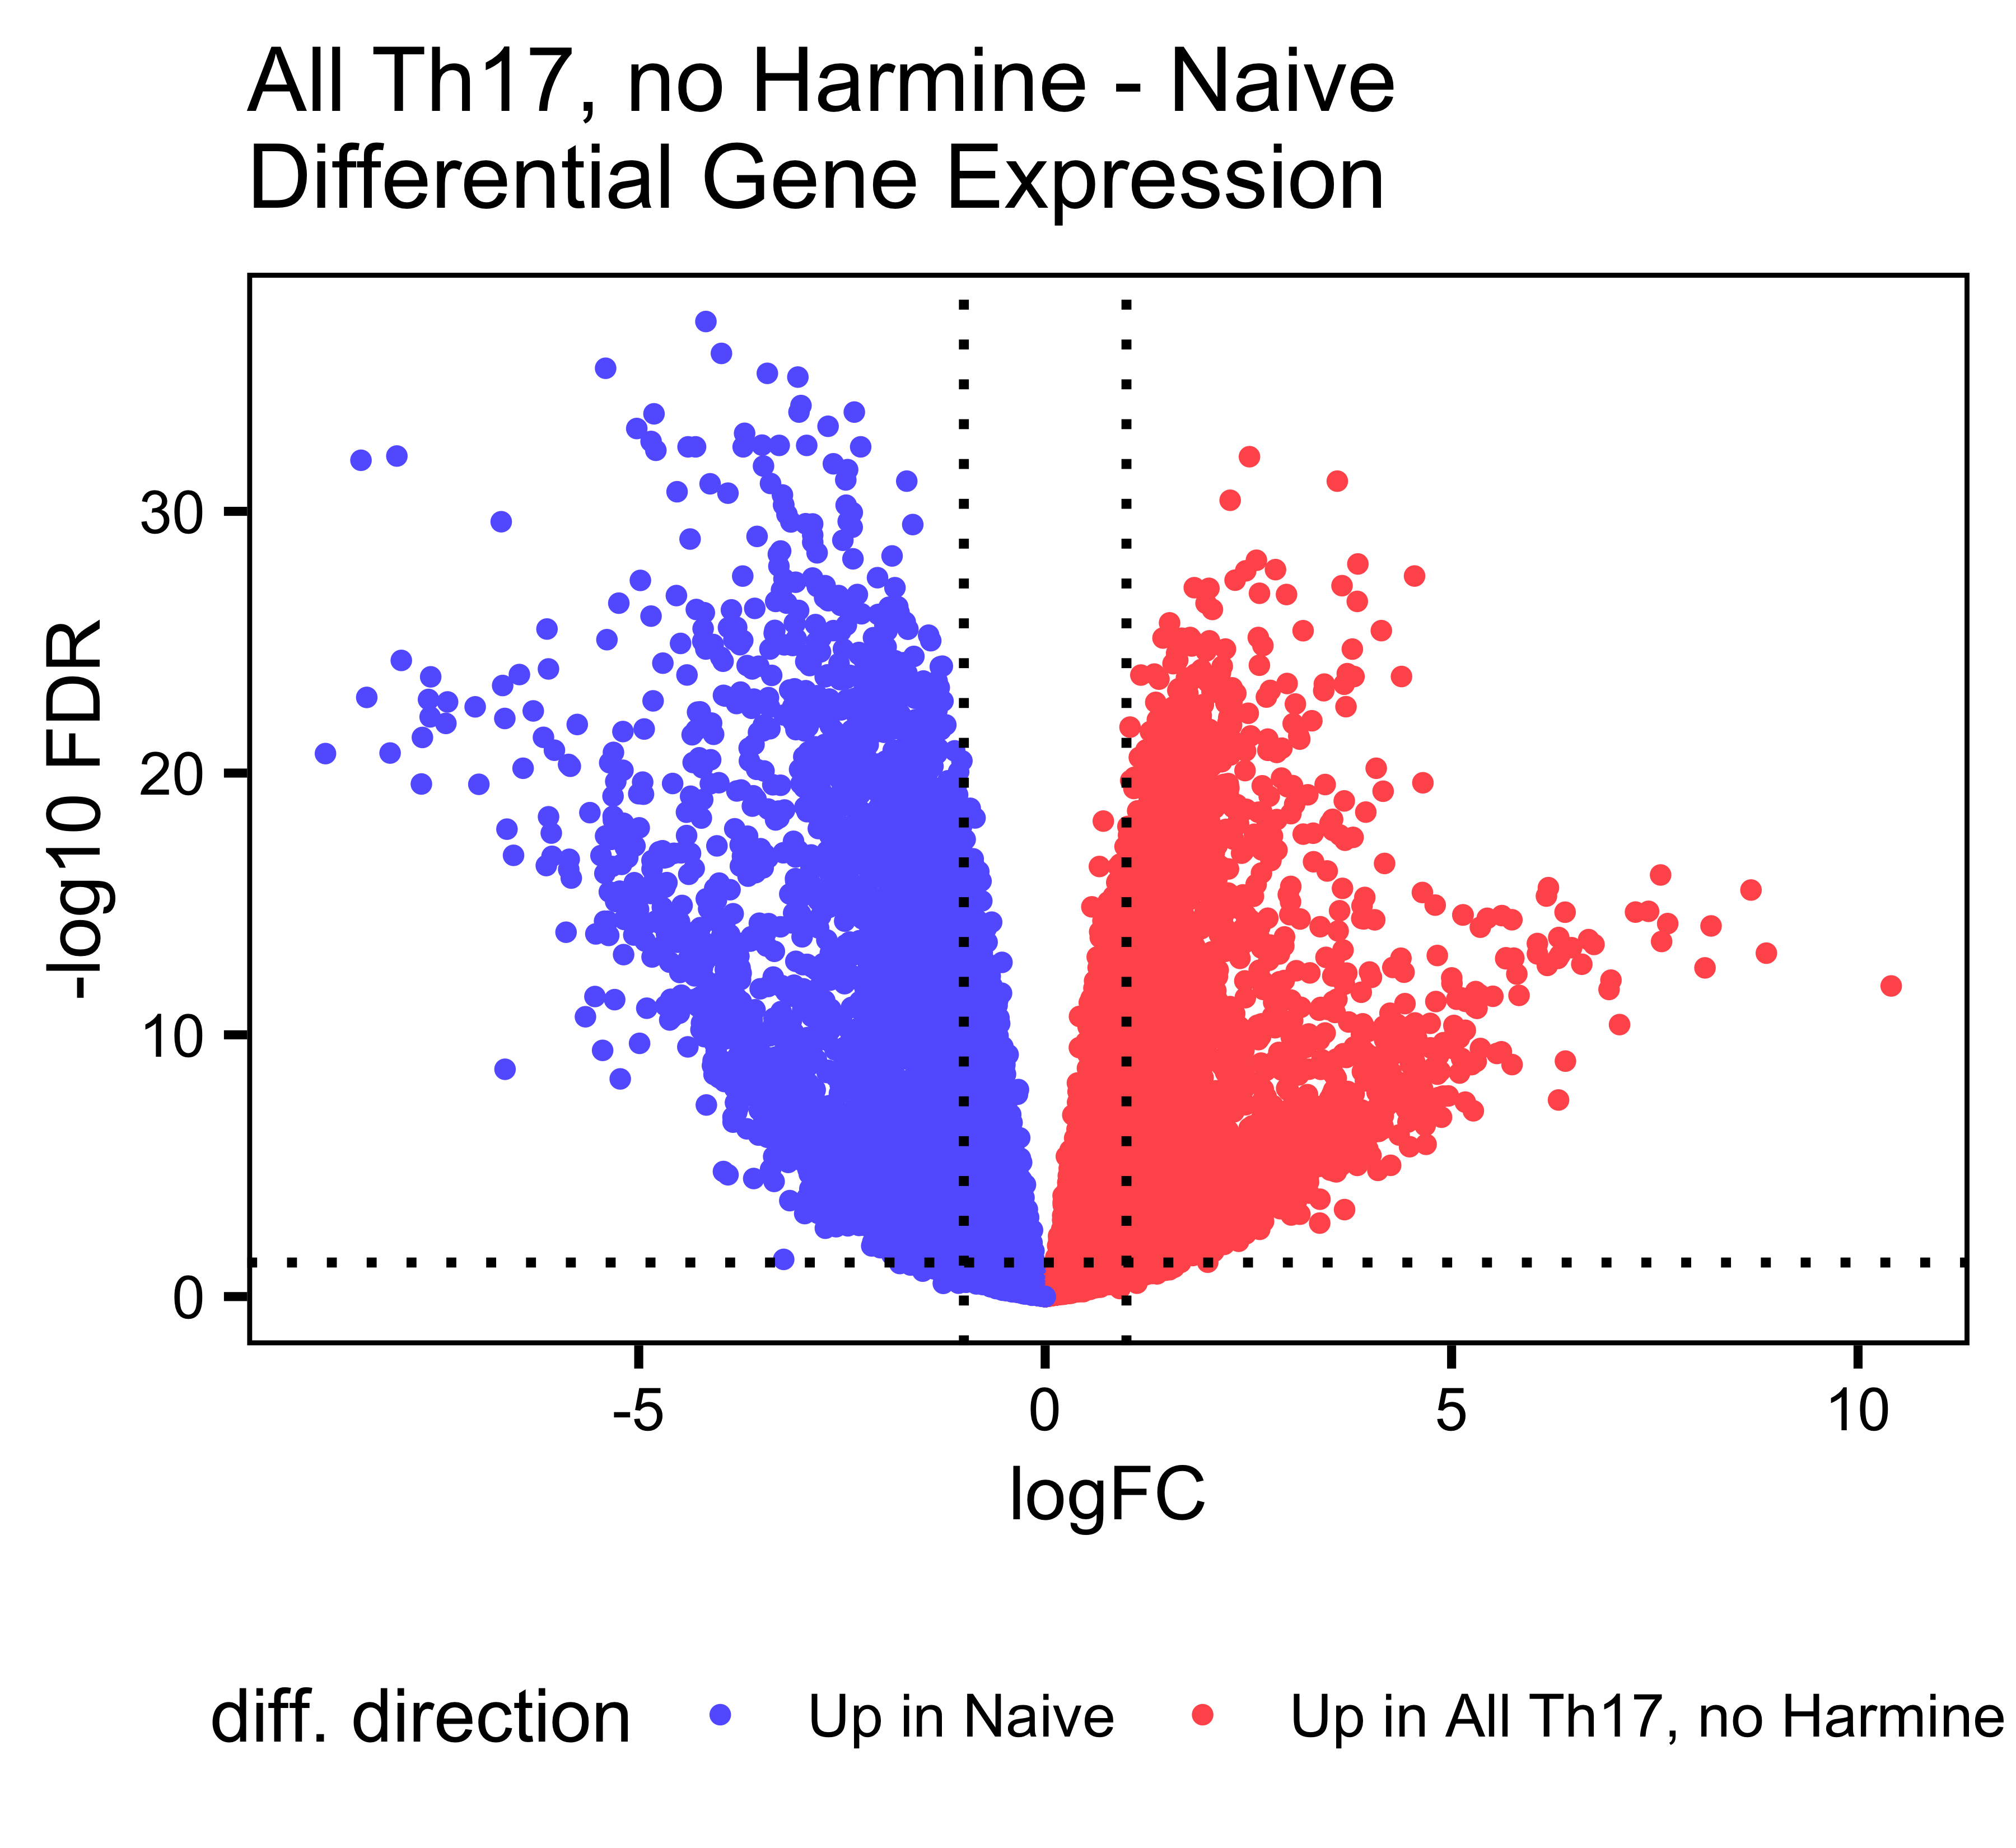 All Th17, no Harmine - Naive
Differential Gene Expression
-log10 FDR
30
20
10
0
-5
0
5
10
logFC
diff. direction
Up in Naive
Up in All Th17, no Harmine